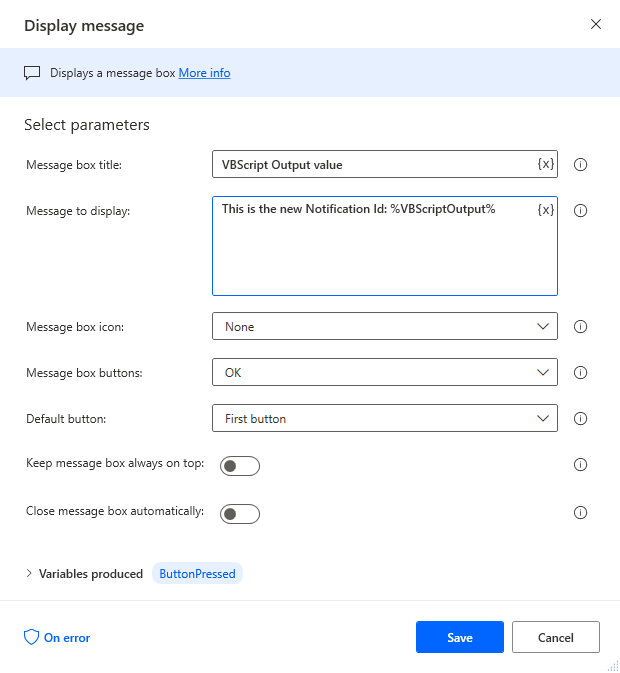 Display message
Displays a message box More info
Select parameters
Message box title: VBScript Output value {x}
Message to display: This is the new Notification Id: %VBScriptOutput% {x}
Message box icon: None
Message box buttons: OK
Default button: First button
Keep message box always on top:
Close message box automatically:
Variables produced ButtonPressed
On error Save Cancel